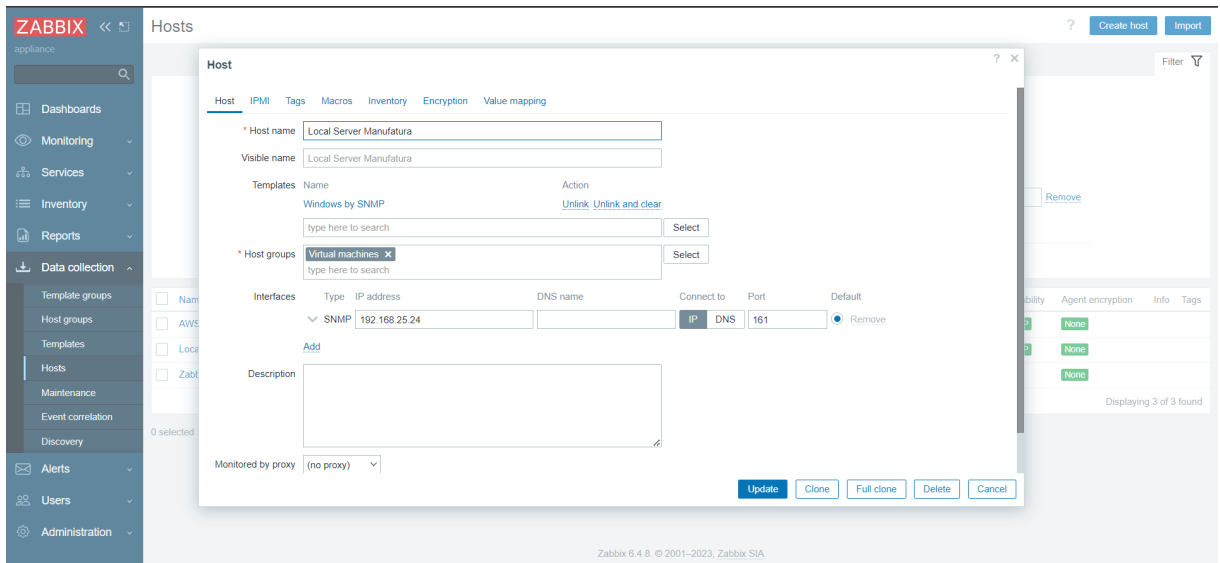 ZABBIX
Hosts
?
Create host
Import
appliance
Filter
Host
?
Host
IPMI
Tags
Macros
Inventory
Encryption
Value mapping
Dashboards
* Host name
Local Server Manufatura
Monitoring
Visible name
Local Server Manufatura
Services
Templates
Name
Action
Windows by SNMP
Unlink
Unlink and clear
Inventory
Remove
type here to search
Select
Reports
* Host groups
Virtual machines
Select
type here to search
Data collection
Template groups
Interfaces
Type
IP address
DNS name
Connect to
Port
Default
Agent encryption
Info
Tags
Host groups
SNMP
192.168.25.24
IP
DNS
161
Remove
AWS
None
Templates
Add
None
Hosts
Description
None
Maintenance
Displaying 3 of 3 found
Event correlation
0 selected
Discovery
Monitored by proxy
(no proxy)
Alerts
Update
Clone
Full clone
Delete
Cancel
Users
Administration
Zabbix 6.4.8. © 2001–2023, Zabbix SIA